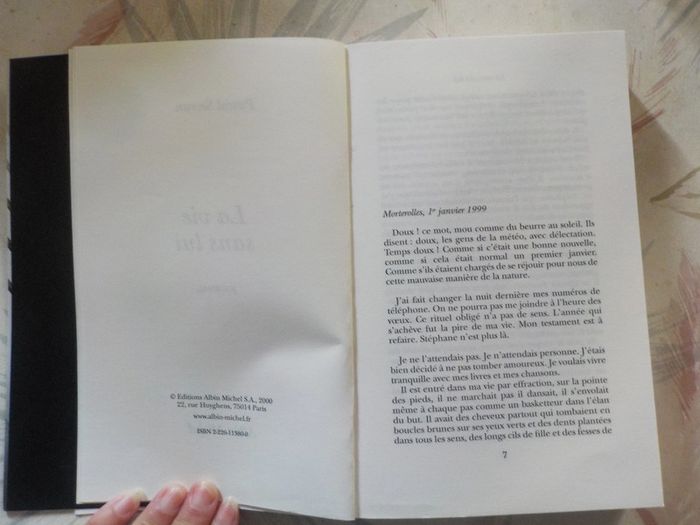 © Editions Albin Michel S.A., 2000
22, rue Huyghens, 75014 Paris
www.albin-michel.fr
ISBN 2-226-11580-0
Morterolles, 1er janvier 1999
Doux ! ce mot, mou comme du beurre au soleil. Ils
disent : doux, les gens de la météo, avec délectation.
Temps doux ! Comme si c'était une bonne nouvelle,
comme si cela était normal un premier janvier.
Comme s'ils étaient chargés de se réjouir pour nous de
cette mauvaise manière de la nature.
J'ai fait changer la nuit dernière mes numéros de
téléphone. On ne pourra pas me joindre à l'heure des
vœux. Ce rituel obligé n'a pas de sens. L'année qui
s'achève fut la pire de ma vie. Mon testament est à
refaire. Stéphane n'est plus là.
Je ne l'attendais pas. Je n'attendais personne. J'étais
bien décidé à ne pas tomber amoureux. Je voulais vivre
tranquille avec mes livres et mes chansons.
Il est entré dans ma vie par effraction, sur la pointe
des pieds, il ne marchait pas il dansait, il s'envolait
même à chaque pas comme un basketteur dans l'élan
du but. Il avait des cheveux partout qui tombaient en
boucles brunes sur ses yeux verts et des dents plantées
dans tous les sens, des longs cils de fille et des fesses de
7